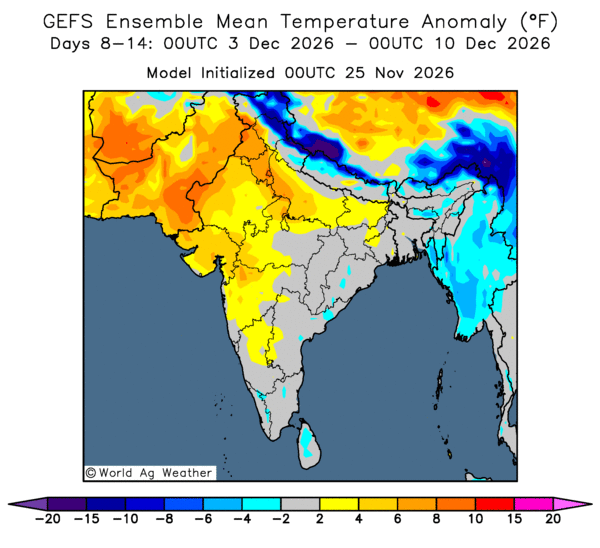 GEFS Ensemble Mean Temperature Anomaly (°F)
Days 8-14: 00UTC 3 Dec 2026 - 00UTC 10 Dec 2026
Model Initialized 00UTC 25 Nov 2026
© World Ag Weather
-20 -15 -10 -8 -6 -4 -2 2 4 6 8 10 15 20